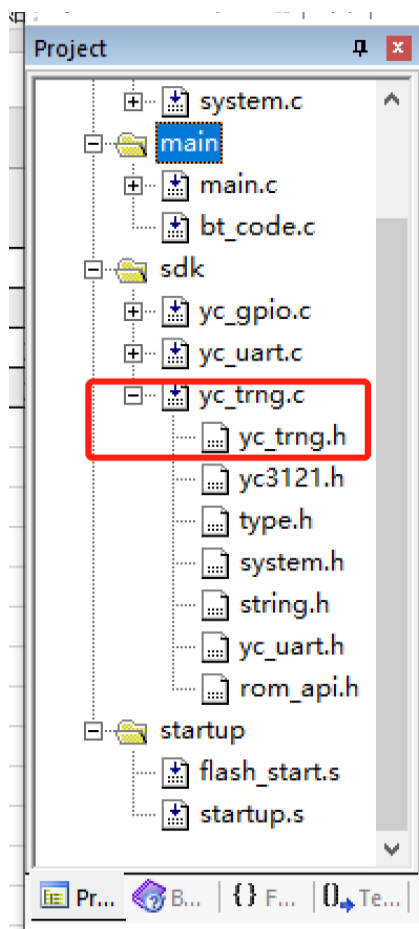 Project
system.c
main
main.c
bt_code.c
sdk
yc_gpio.c
yc_uart.c
yc_trng.c
yc_trng.h
yc3121.h
type.h
system.h
string.h
yc_uart.h
rom_api.h
startup
flash_start.s
startup.s
Pr... B... {} F... Te...